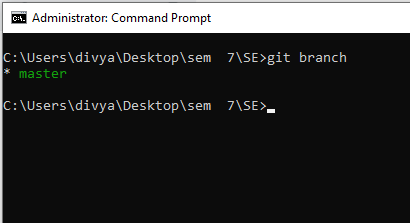 Administrator: Command Prompt
C:\Users\divya\Desktop\sem  7\SE>git branch
* master
C:\Users\divya\Desktop\sem  7\SE>